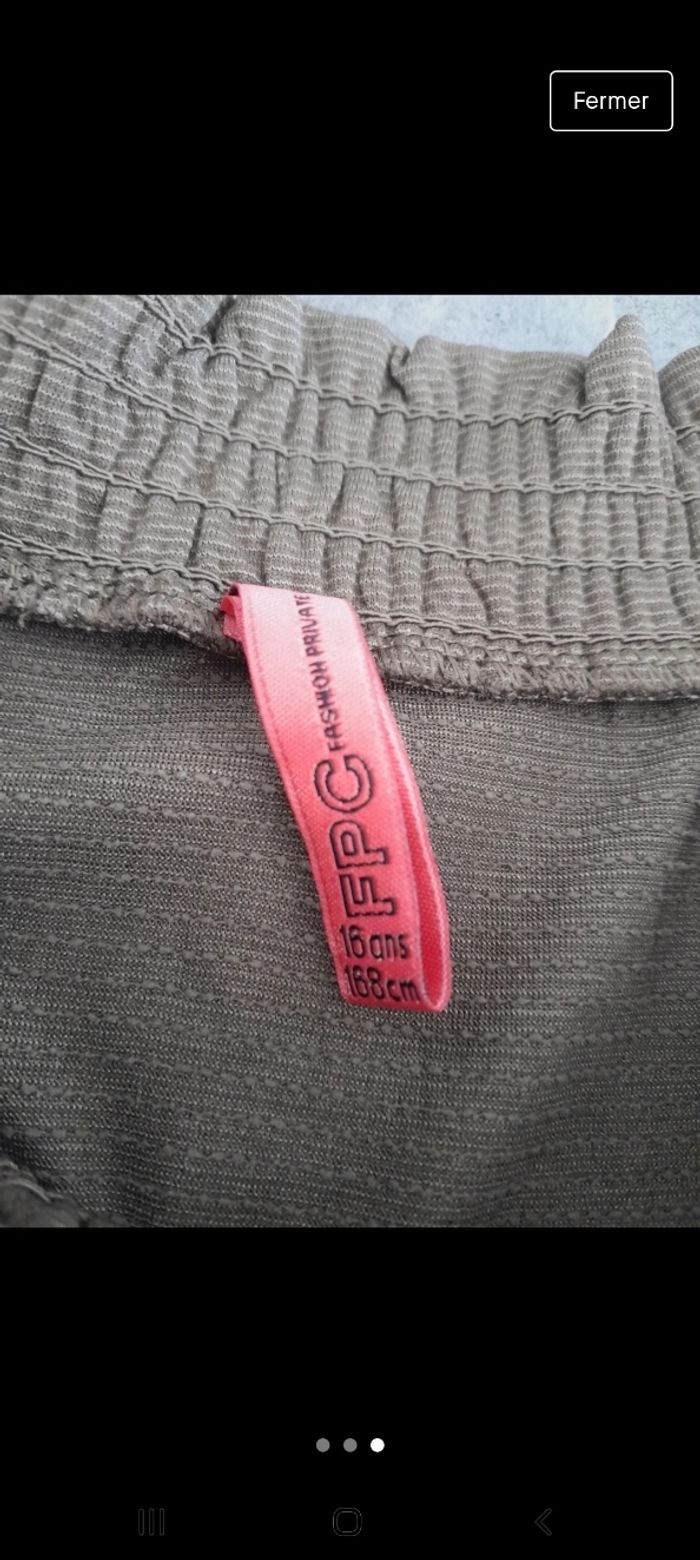 Fermer
FASHION PRIVATE
FPC
16 ans
168cm